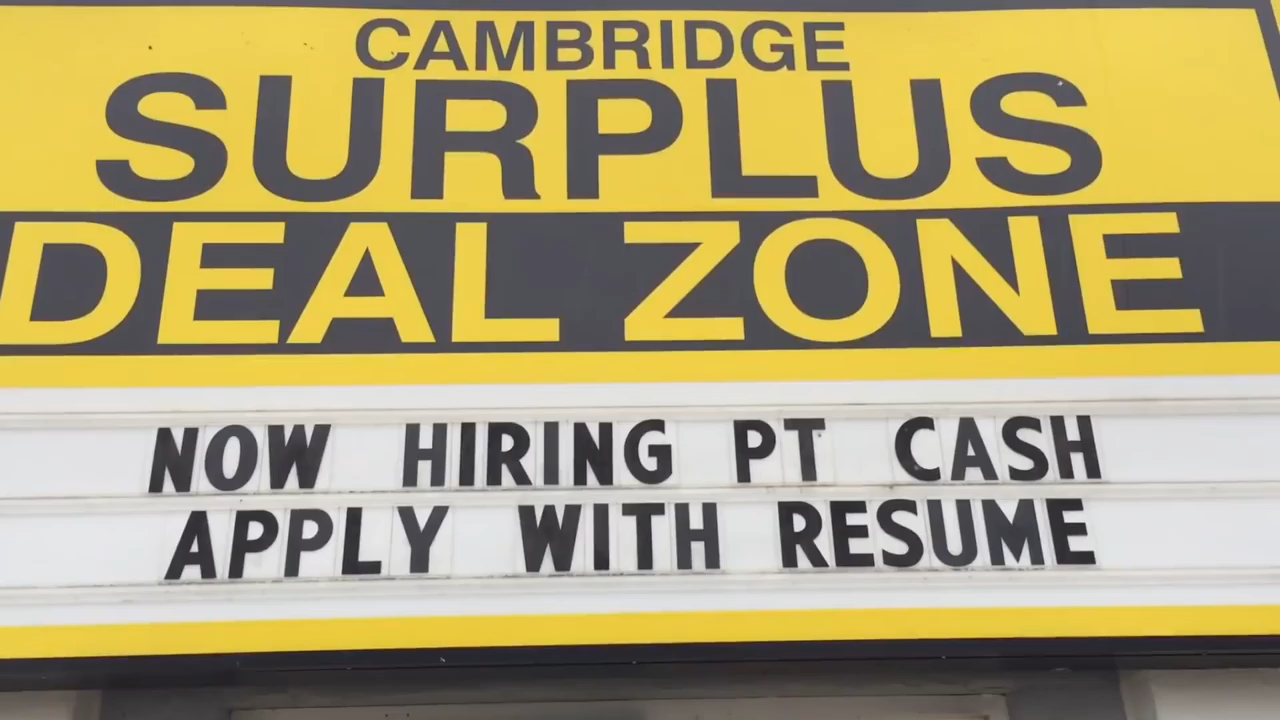 CAMBRIDGE
SURPLUS
DEAL ZONE
NOW HIRING PT CASH
APPLY WITH RESUME